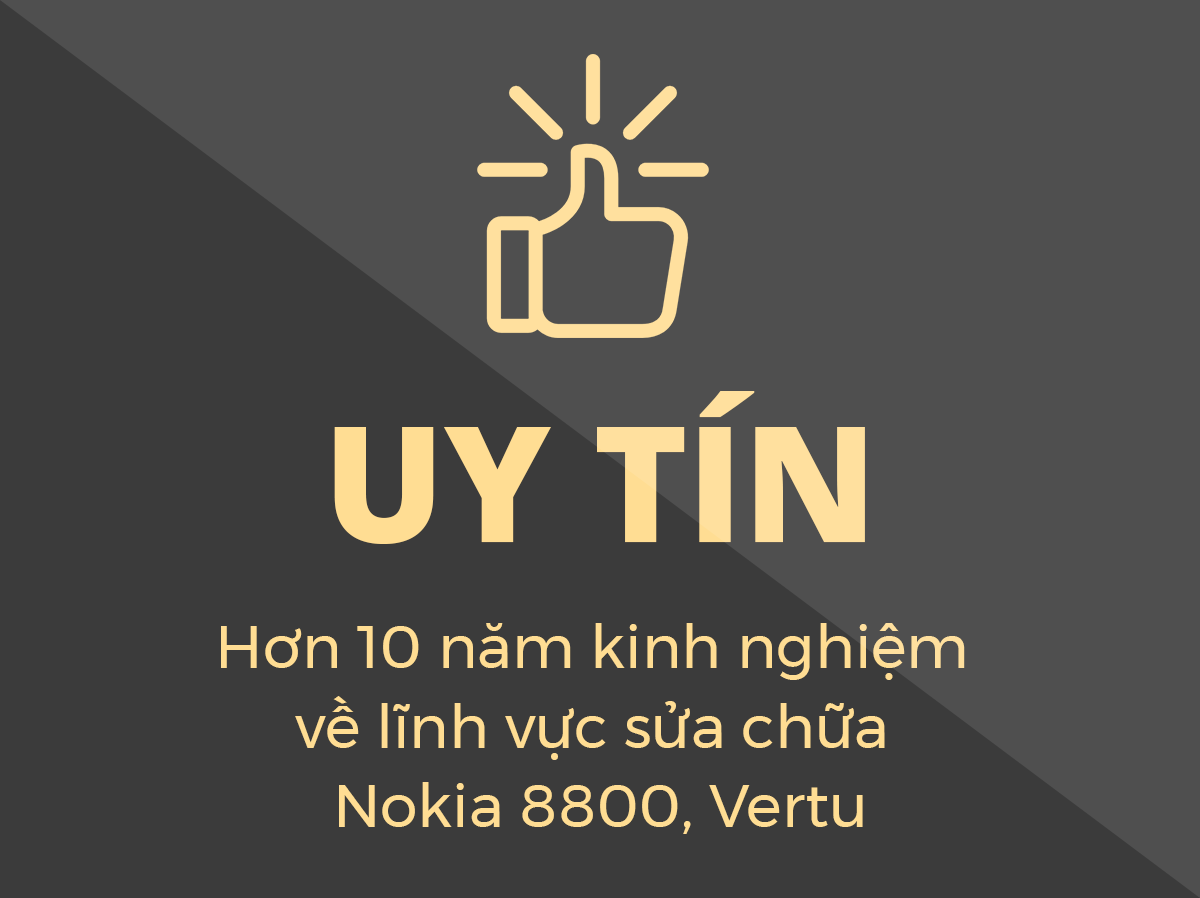 UY TÍN
Hơn 10 năm kinh nghiệm
về lĩnh vực sửa chữa
Nokia 8800, Vertu